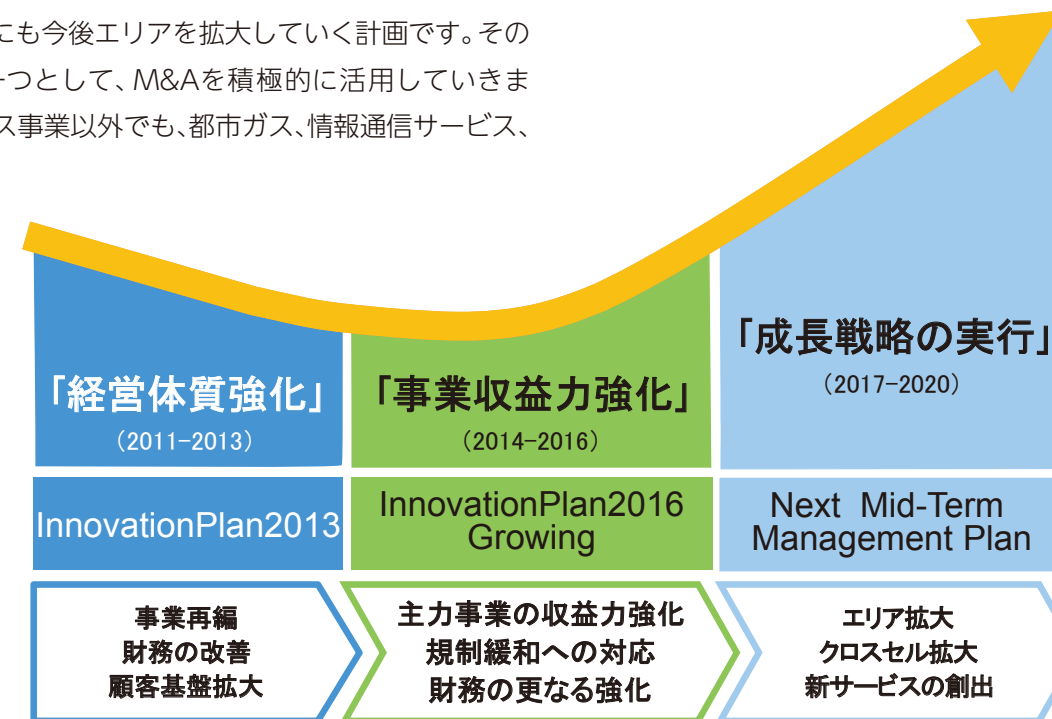 にも今後エリアを拡大していく計画です。その
一つとして、M&Aを積極的に活用していきま
ス事業以外でも、都市ガス、情報通信サービス、
「経営体質強化」
（2011-2013）
InnovationPlan2013
事業再編
財務の改善
顧客基盤拡大
「事業収益力強化」
（2014-2016）
InnovationPlan2016
Growing
主力事業の収益力強化
規制緩和への対応
財務の更なる強化
「成長戦略の実行」
（2017-2020）
Next Mid-Term
Management Plan
エリア拡大
クロスセル拡大
新サービスの創出